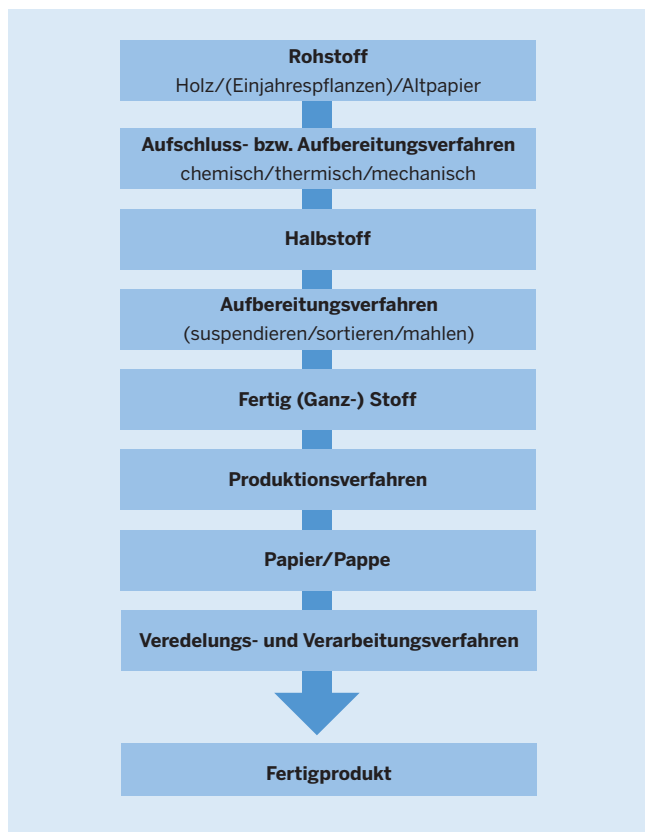 Rohstoff
Holz/(Einjahrespflanzen)/Altpapier
Aufschluss- bzw. Aufbereitungsverfahren
chemisch/thermisch/mechanisch
Halbstoff
Aufbereitungsverfahren
(suspendieren/sortieren/mahlen)
Fertig (Ganz-) Stoff
Produktionsverfahren
Papier/Pappe
Veredelungs- und Verarbeitungsverfahren
Fertigprodukt